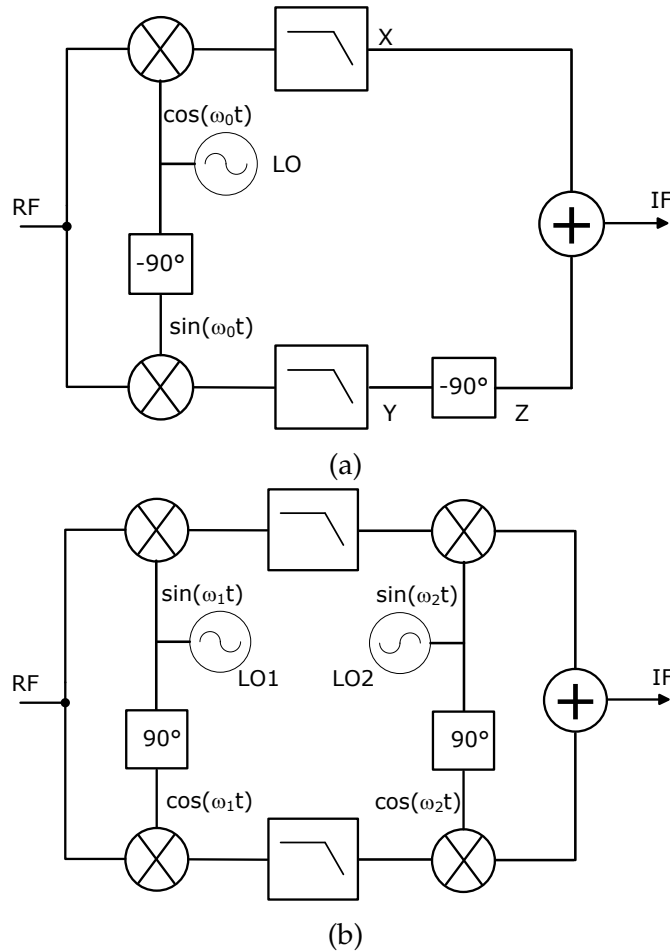 X
cos(ω₀t)
LO
RF
IF
-90°
sin(ω₀t)
-90°
Y
Z
(a)
sin(ω₁t)
sin(ω₂t)
LO1
LO2
RF
IF
90°
90°
cos(ω₁t)
cos(ω₂t)
(b)